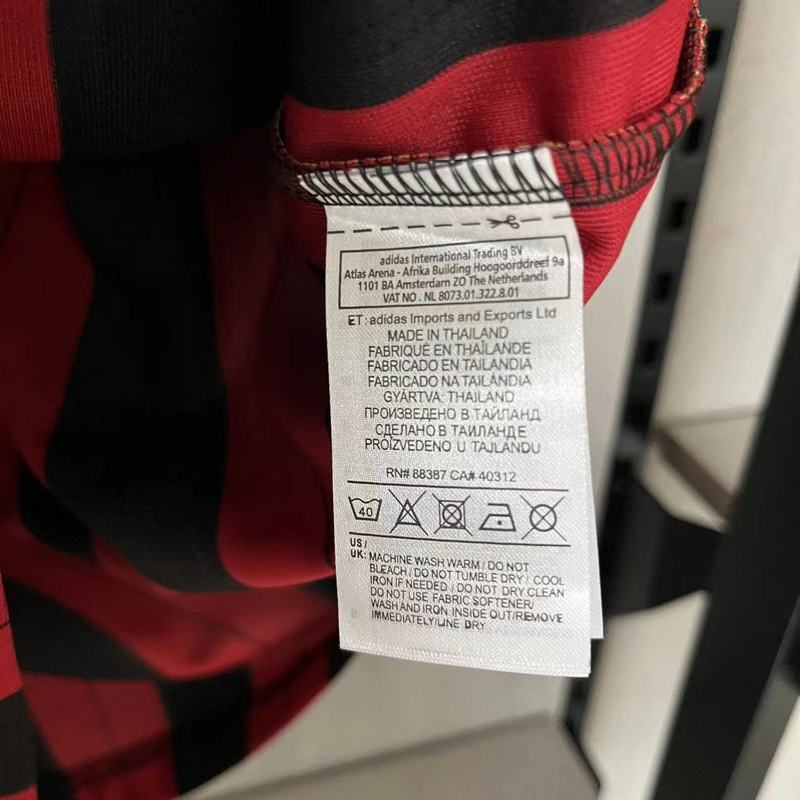 adidas International Trading BV
Atlas Arena - Afrika Building Hoogoorddreef 9a
1101 BA Amsterdam ZO The Netherlands
VAT NO . NL 8073.01.322.8.01
ET: adidas Imports and Exports Ltd
MADE IN THAILAND
FABRIQUÉ EN THAÏLANDE
FABRICADO EN TAILANDIA
FABRICADO NA TAILÂNDIA
GYÁRTVA: THAILAND
ПРОИЗВЕДЕНО В ТАЙЛАНД
СДЕЛАНО В ТАИЛАНДЕ
PROIZVEDENO U TAJLANDU
RN# 88387 CA# 40312
40
US /
UK: MACHINE WASH WARM / DO NOT
BLEACH / DO NOT TUMBLE DRY / COOL
IRON IF NEEDED / DO NOT DRY CLEAN
DO NOT USE FABRIC SOFTENER/
WASH AND IRON INSIDE OUT/REMOVE
IMMEDIATELY/LINE DRY